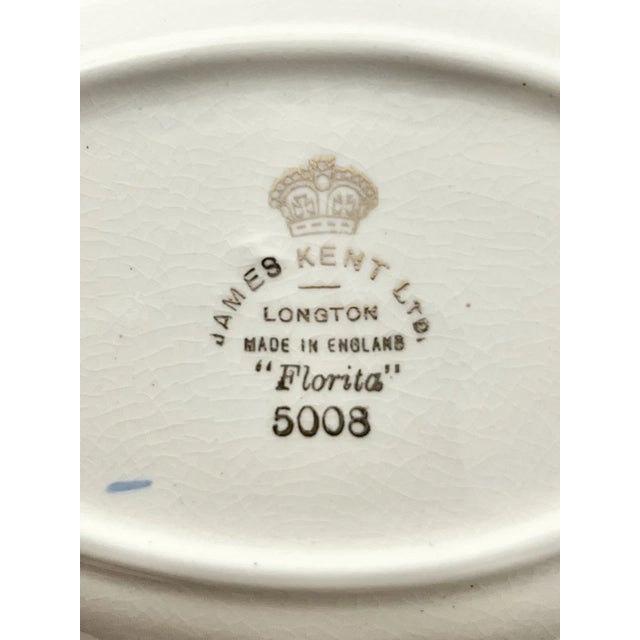 JAMES KENT LTD.
LONGTON
MADE IN ENGLAND
"Florita"
5008